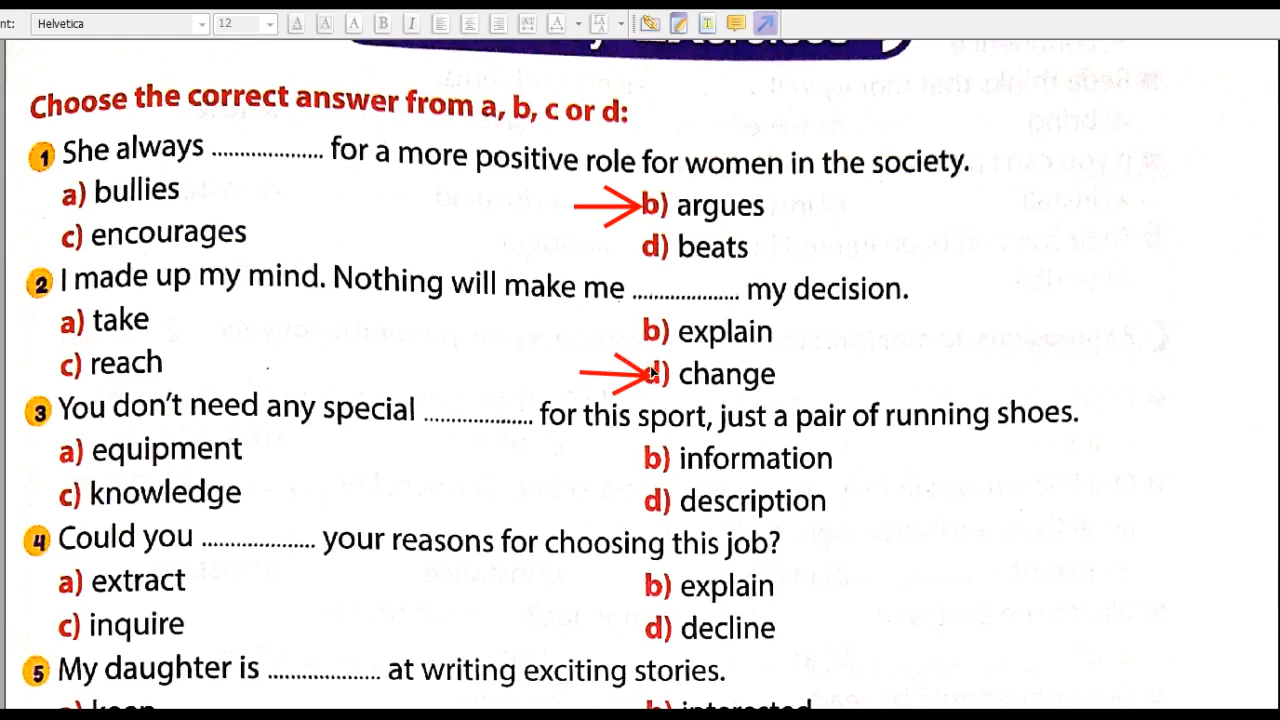 nt: Helvetica 12 A A A B I
Choose the correct answer from a, b, c or d:
1 She always .................... for a more positive role for women in the society.
a) bullies b) argues
c) encourages d) beats
2 I made up my mind. Nothing will make me .................... my decision.
a) take b) explain
c) reach d) change
3 You don't need any special .................... for this sport, just a pair of running shoes.
a) equipment b) information
c) knowledge d) description
4 Could you .................... your reasons for choosing this job?
a) extract b) explain
c) inquire d) decline
5 My daughter is .................... at writing exciting stories.
a) keen b) interested